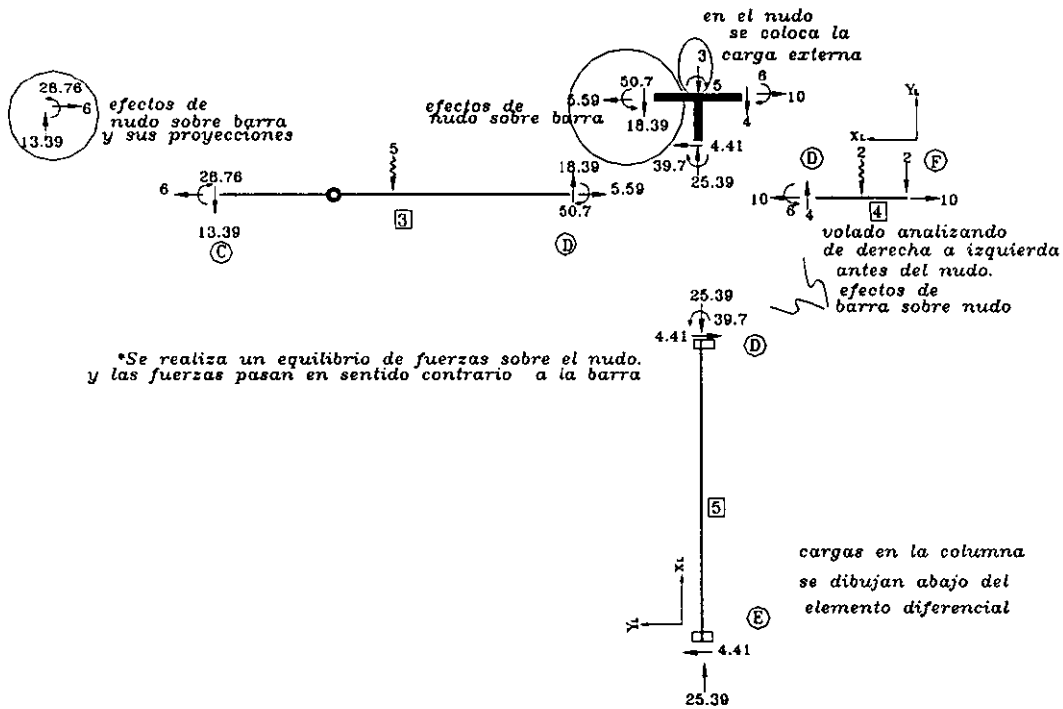 en el nudo
se coloca la
carga externa
3
5
6
10
4
50.7
5.59
18.39
4.41
39.7
25.39
28.76
6
13.39
efectos de
nudo sobre barra
y sus proyecciones
efectos de
nudo sobre barra
YL
XL
5
28.76
6
13.39
C
3
18.39
5.59
50.7
D
D
2
2
F
10
6
4
4
10
volado analizando
de derecha a izquierda
antes del nudo.
efectos de
barra sobre nudo
25.39
39.7
4.41
D
*Se realiza un equilibrio de fuerzas sobre el nudo.
y las fuerzas pasan en sentido contrario a la barra
5
XL
YL
E
4.41
25.39
cargas en la columna
se dibujan abajo del
elemento diferencial